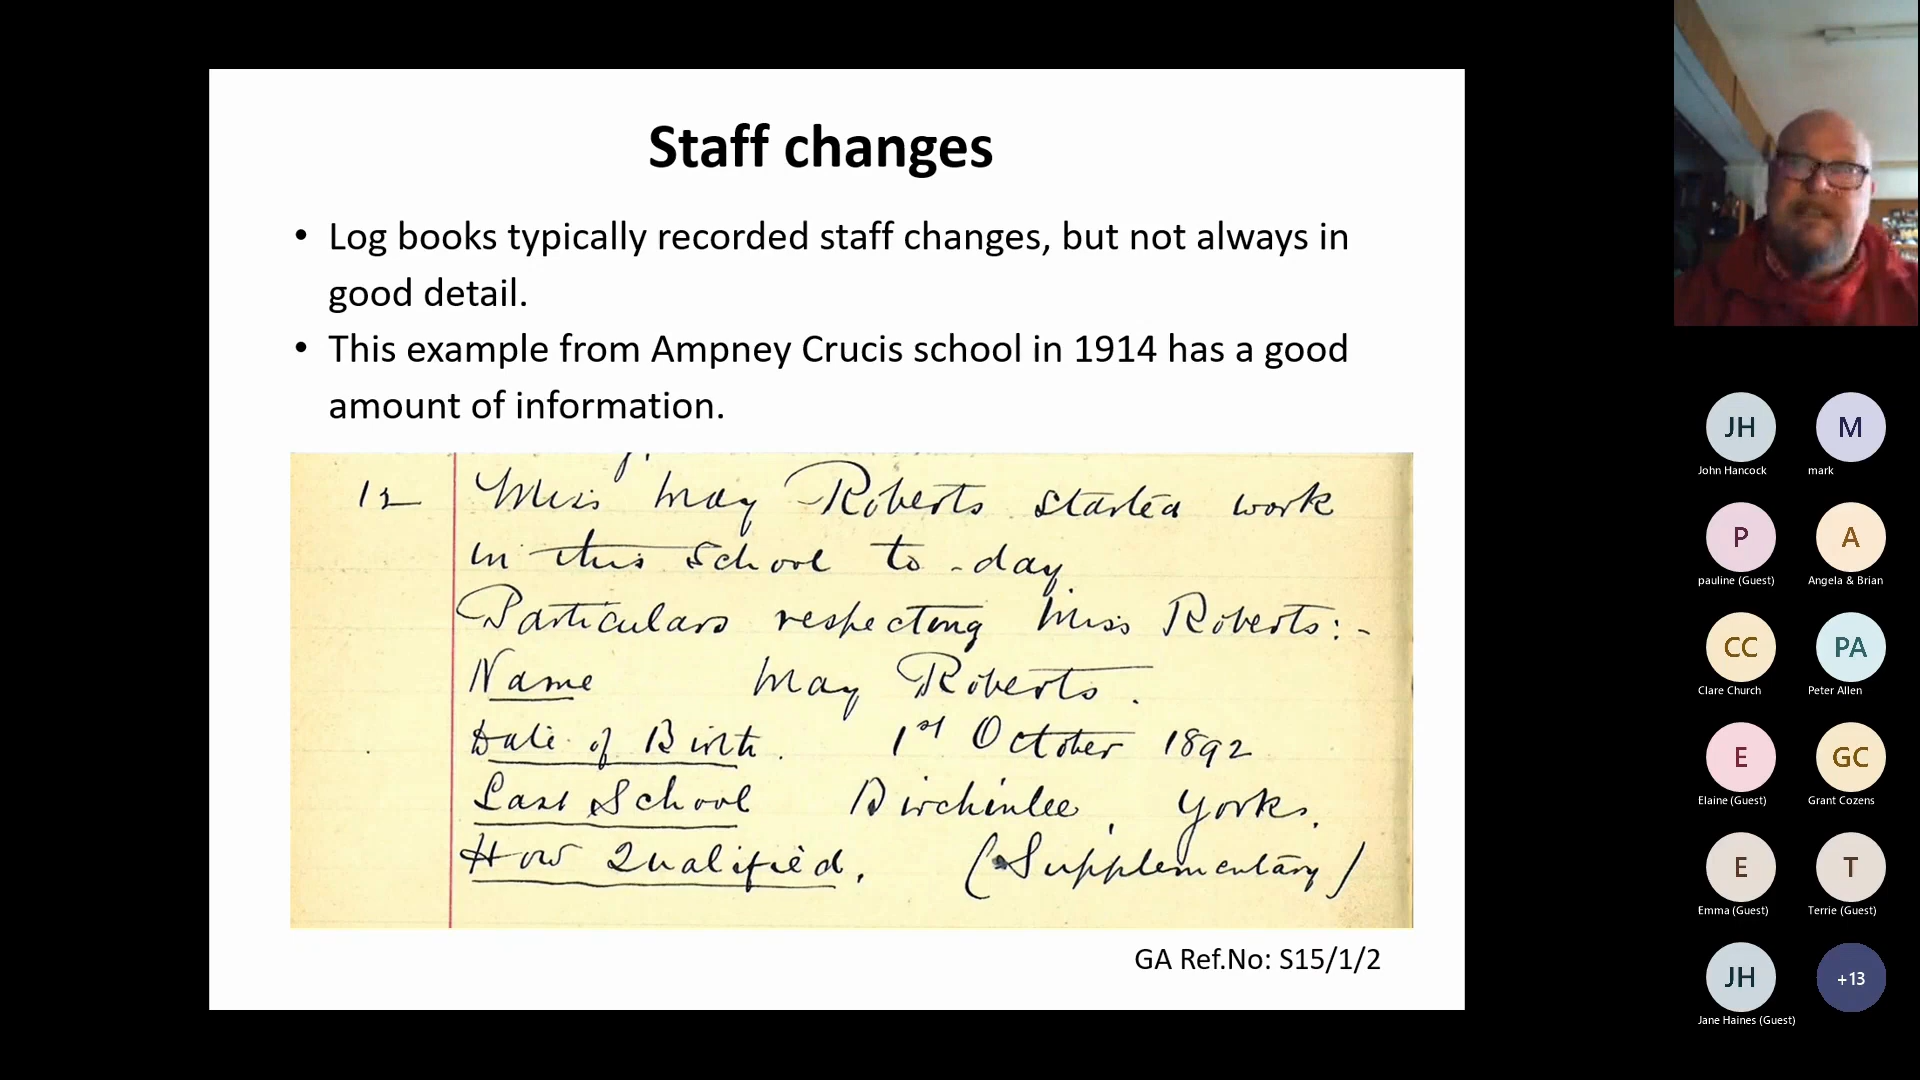 Staff changes
• Log books typically recorded staff changes, but not always in
good detail.
• This example from Ampney Crucis school in 1914 has a good
amount of information.
12 Miss May Roberts started work
in this School to-day
Particulars respecting Miss Roberts:-
Name May Roberts.
Date of Birth. 1st October 1892
Last School Birchenlee, Yorks.
How Qualified, (Supplementary)
GA Ref.No: S15/1/2
JH M
John Hancock mark
P A
pauline (Guest) Angela & Brian
CC PA
Clare Church Peter Allen
E GC
Elaine (Guest) Grant Cozens
E T
Emma (Guest) Terrie (Guest)
JH +13
Jane Haines (Guest)